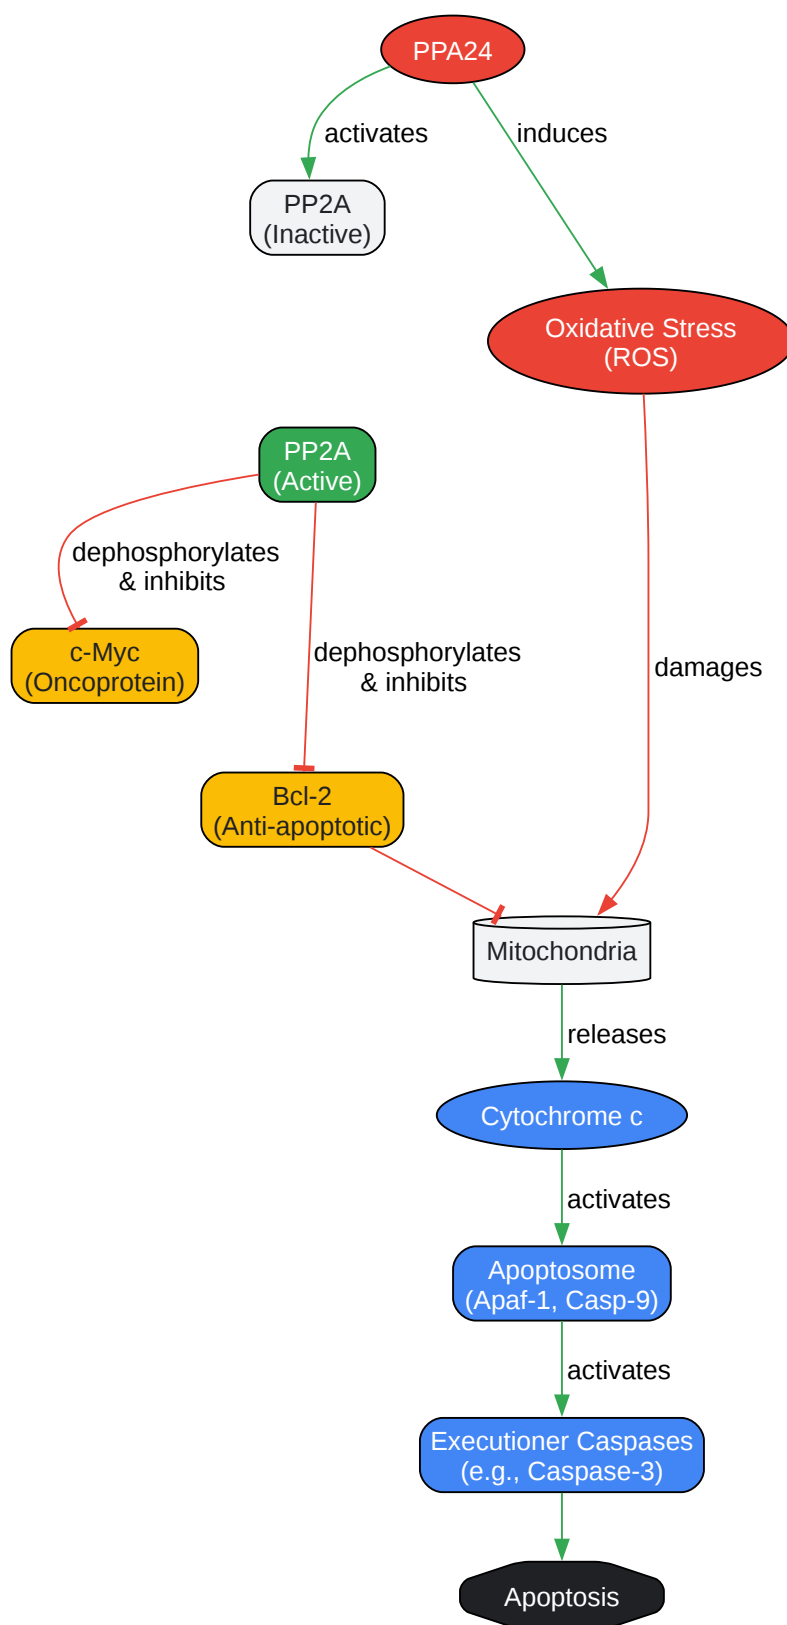 PPA24
activates
induces
PP2A
(Inactive)
Oxidative Stress
(ROS)
PP2A
(Active)
dephosphorylates
& inhibits
c-Myc
(Oncoprotein)
dephosphorylates
& inhibits
damages
Bcl-2
(Anti-apoptotic)
Mitochondria
releases
Cytochrome c
activates
Apoptosome
(Apaf-1, Casp-9)
activates
Executioner Caspases
(e.g., Caspase-3)
Apoptosis